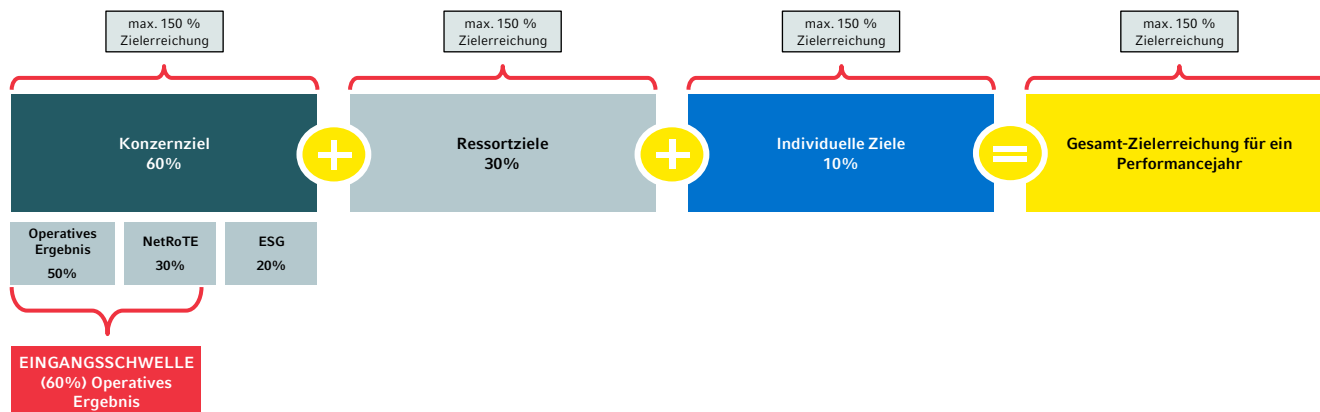 max. 150 %
Zielerreichung
max. 150 %
Zielerreichung
max. 150 %
Zielerreichung
max. 150 %
Zielerreichung
Konzernziel
60%
+
Ressortziele
30%
+
Individuelle Ziele
10%
=
Gesamt-Zielerreichung für ein
Performancejahr
Operatives
Ergebnis
50%
NetRoTE
30%
ESG
20%
EINGANGSSCHWELLE
(60%) Operatives
Ergebnis